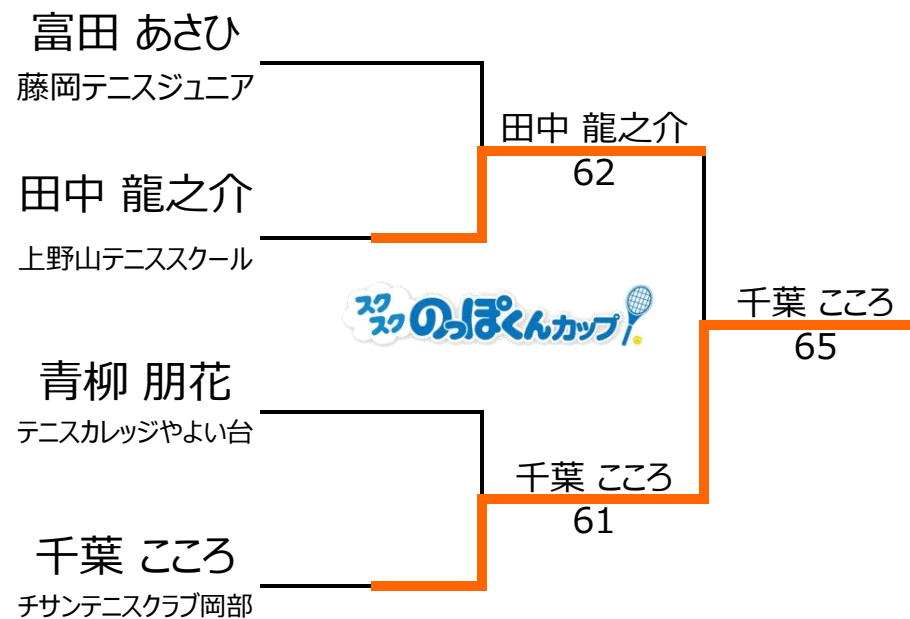 富田 あさひ
藤岡テニスジュニア
田中 龍之介
62
田中 龍之介
上野山テニススクール
スクスクのっぽくんカップ!
千葉 こころ
65
青柳 朋花
テニスカレッジやよい台
千葉 こころ
61
千葉 こころ
チサンテニスクラブ岡部